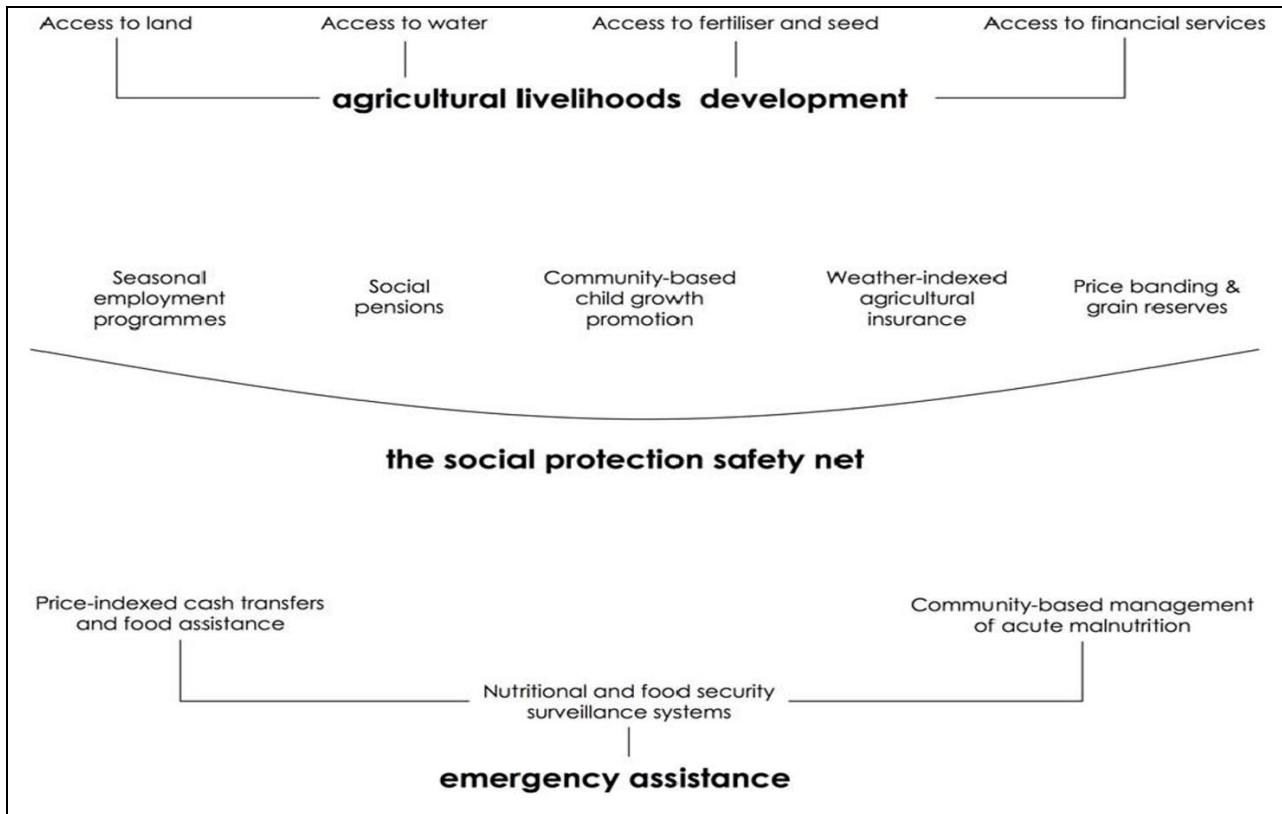 Access to land
Access to water
Access to fertiliser and seed
Access to financial services
agricultural livelihoods development
Seasonal
employment
programmes
Social
pensions
Community-based
child growth
promotion
Weather-indexed
agricultural
insurance
Price banding &
grain reserves
the social protection safety net
Price-indexed cash transfers
and food assistance
Community-based management
of acute malnutrition
Nutritional and food security
surveillance systems
emergency assistance